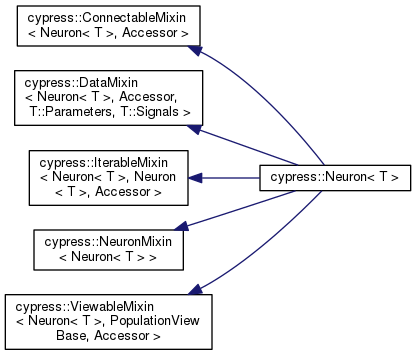 cypress::ConnectableMixin
< Neuron< T >, Accessor >
cypress::DataMixin
< Neuron< T >, Accessor,
T::Parameters, T::Signals >
cypress::IterableMixin
< Neuron< T >, Neuron
< T >, Accessor >
cypress::Neuron< T >
cypress::NeuronMixin
< Neuron< T > >
cypress::ViewableMixin
< Neuron< T >, PopulationView
Base, Accessor >